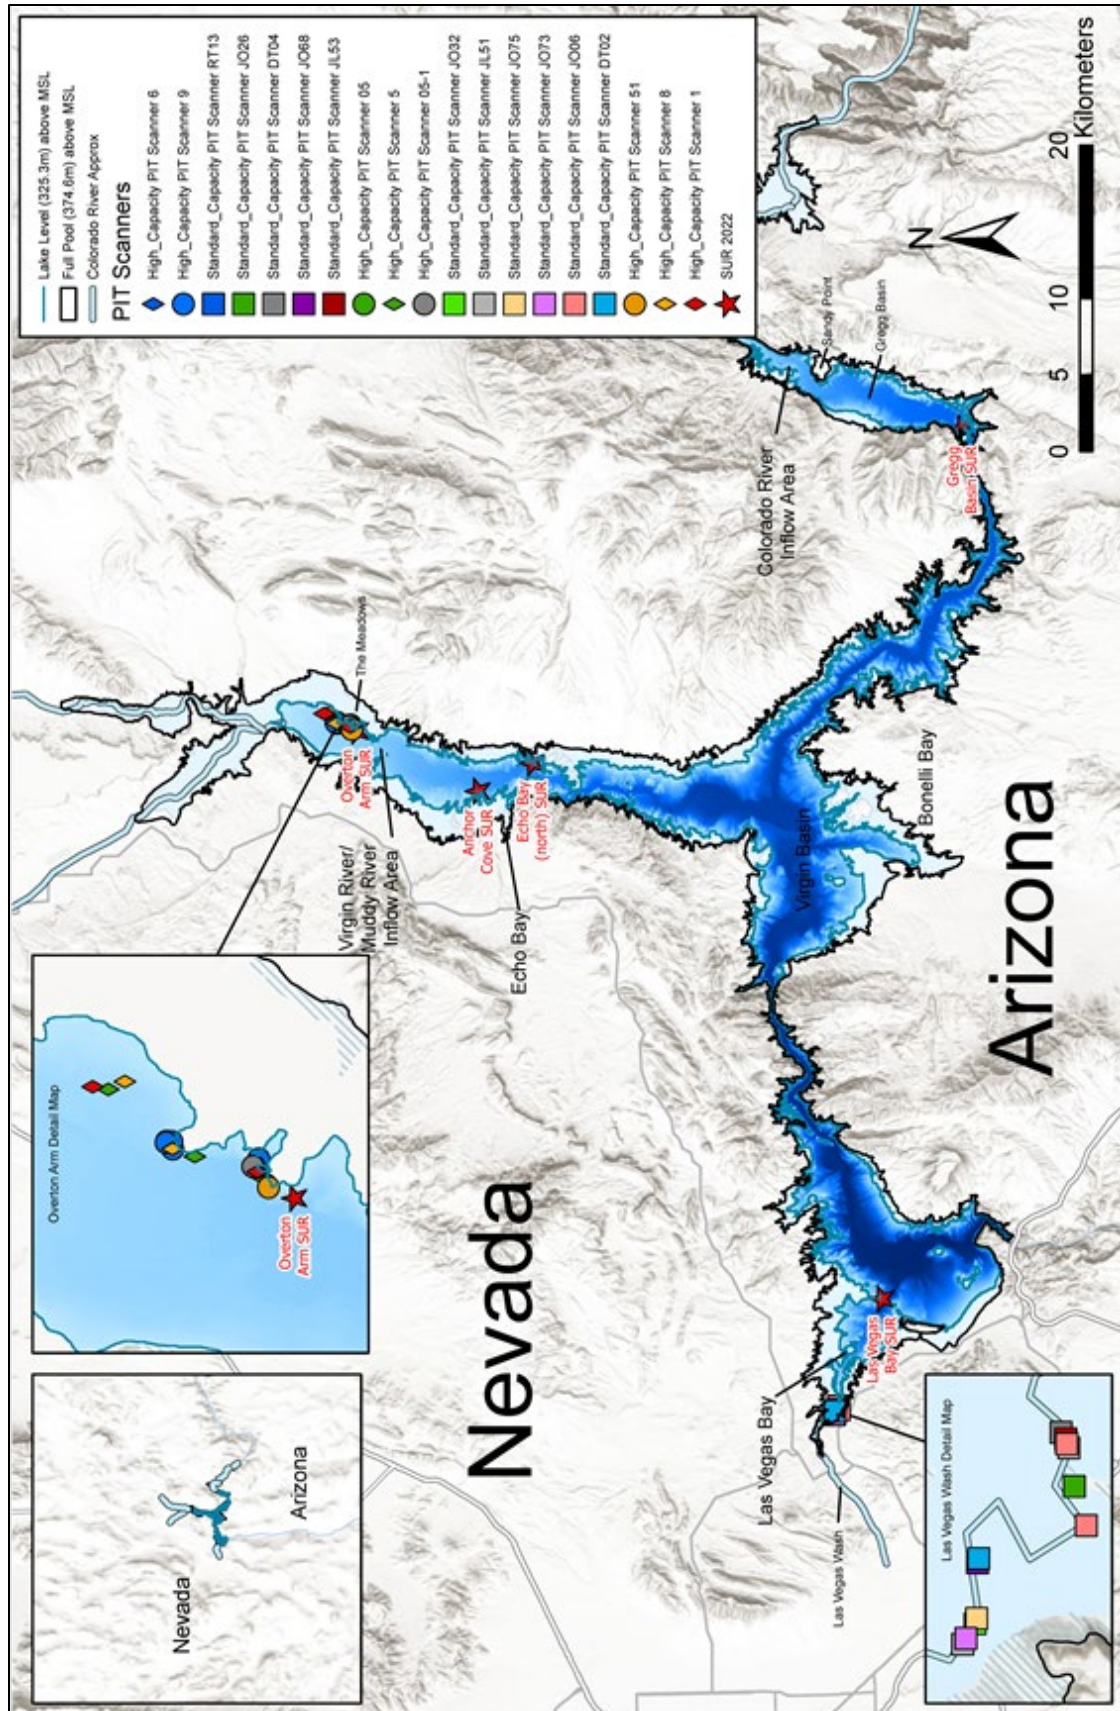 Lake Level (325.3m) above MSL
Full Pool (374.6m) above MSL
Colorado River Approx
PIT Scanners
High_Capacity PIT Scanner 6
High_Capacity PIT Scanner 9
Standard_Capacity PIT Scanner RT13
Standard_Capacity PIT Scanner JO26
Standard_Capacity PIT Scanner DT04
Standard_Capacity PIT Scanner JO68
Standard_Capacity PIT Scanner JL53
High_Capacity PIT Scanner 05
High_Capacity PIT Scanner 5
High_Capacity PIT Scanner 05-1
Standard_Capacity PIT Scanner JO32
Standard_Capacity PIT Scanner JL51
Standard_Capacity PIT Scanner JO75
Standard_Capacity PIT Scanner JO73
Standard_Capacity PIT Scanner JO06
Standard_Capacity PIT Scanner DT02
High_Capacity PIT Scanner 51
High_Capacity PIT Scanner 8
High_Capacity PIT Scanner 1
SUR 2022
Nevada
Arizona
Overton Arm Detail Map
Overton
Arm SUR
The Meadows
Overton
Arm SUR
Virgin River/
Muddy River
Inflow Area
Anchor
Cove SUR
Echo Bay
(north) SUR
Echo Bay
Nevada
Colorado River
Inflow Area
Sandy Point
Gregg Basin
Gregg
Basin SUR
Virgin Basin
Bonelli Bay
Las Vegas Bay
Las Vegas
Bay SUR
Las Vegas Wash
Las Vegas Wash Detail Map
Arizona
N
0 5 10 20
Kilometers